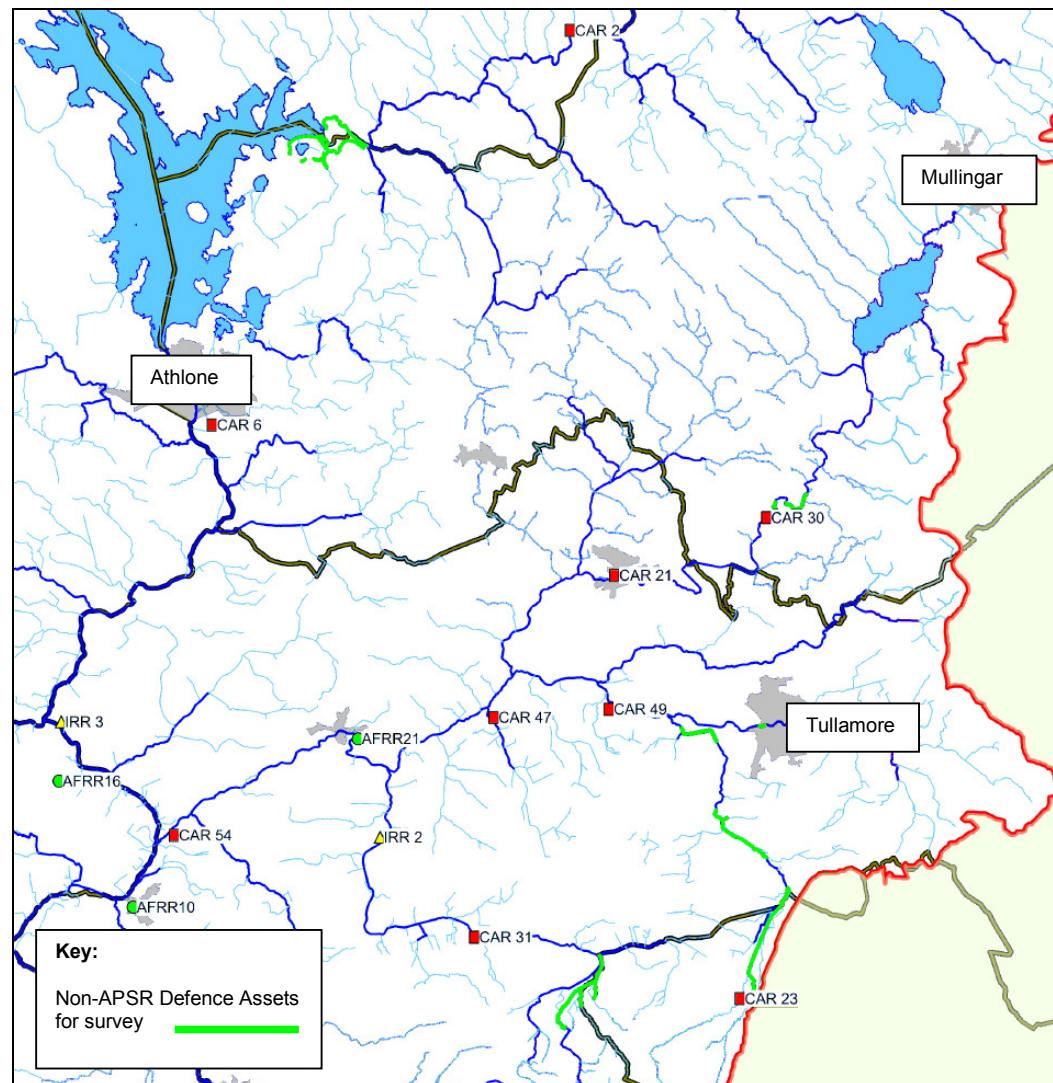 CAR 2
Mullingar
Athlone
CAR 6
CAR 30
CAR 21
CAR 47
CAR 49
IRR 3
AFRR21
Tullamore
AFRR16
CAR 54
IRR 2
AFRR10
CAR 31
CAR 23
Key:
Non-APSR Defence Assets
for survey